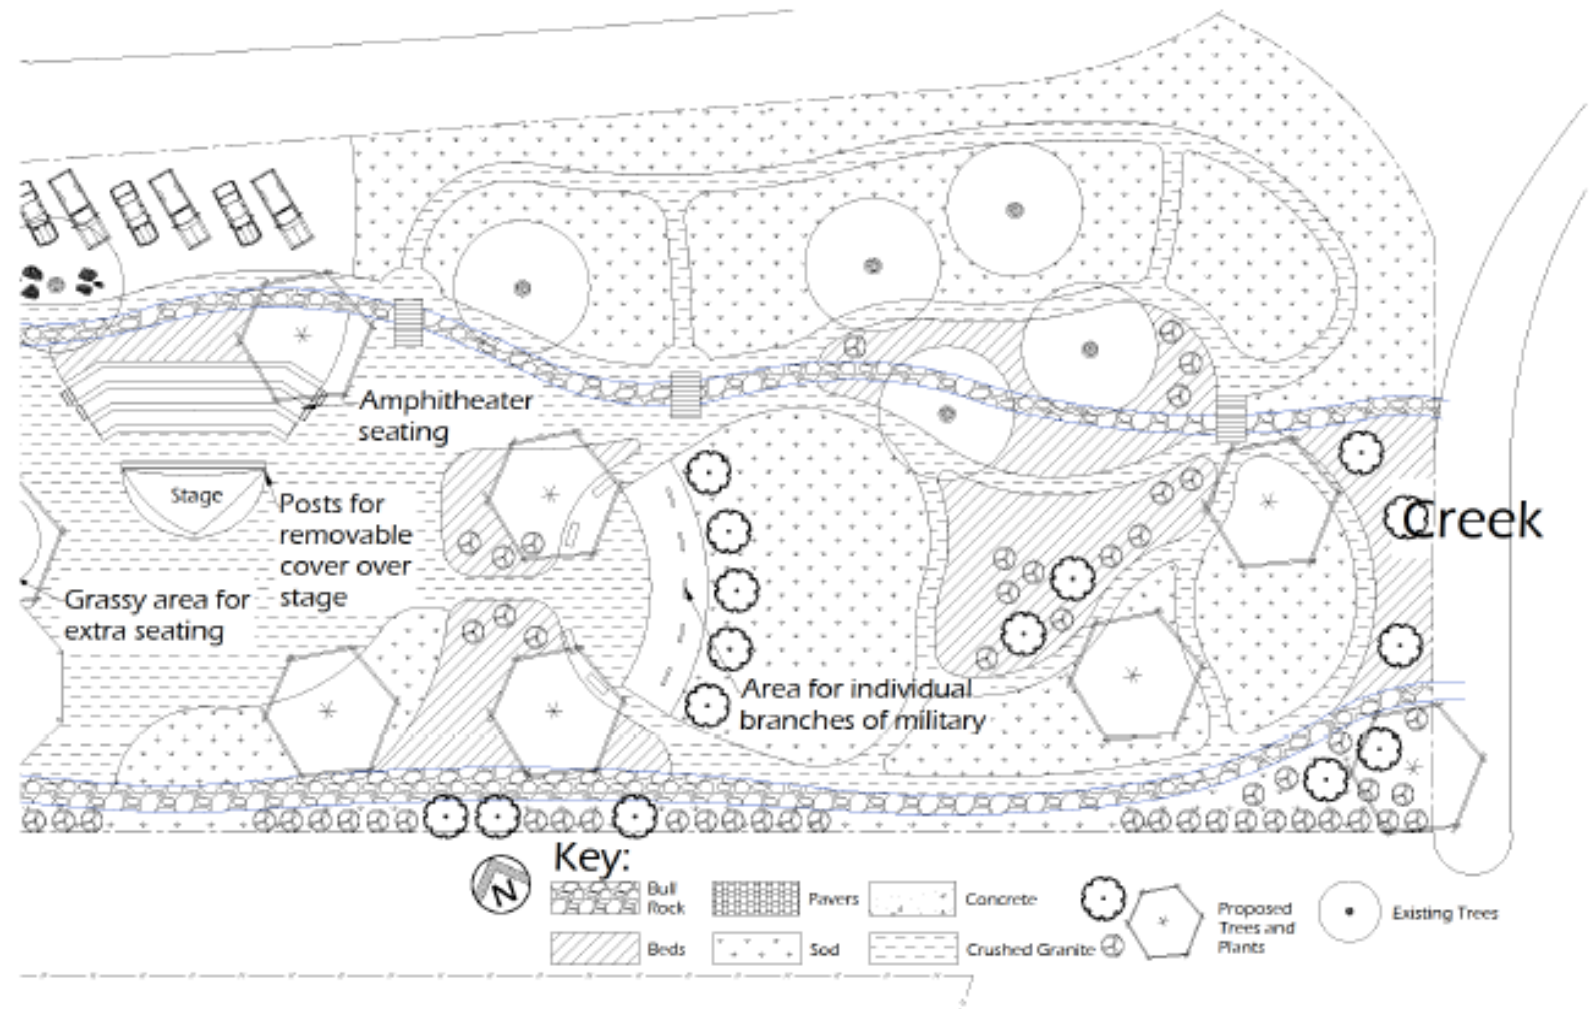 Amphitheater
seating
Stage
Posts for
removable
cover over
stage
Creek
Grassy area for
extra seating
Area for individual
branches of military
Key:
N
Bull
Rock
Pavers
Concrete
Proposed
Trees and
Plants
Existing Trees
Beds
Sod
Crushed Granite